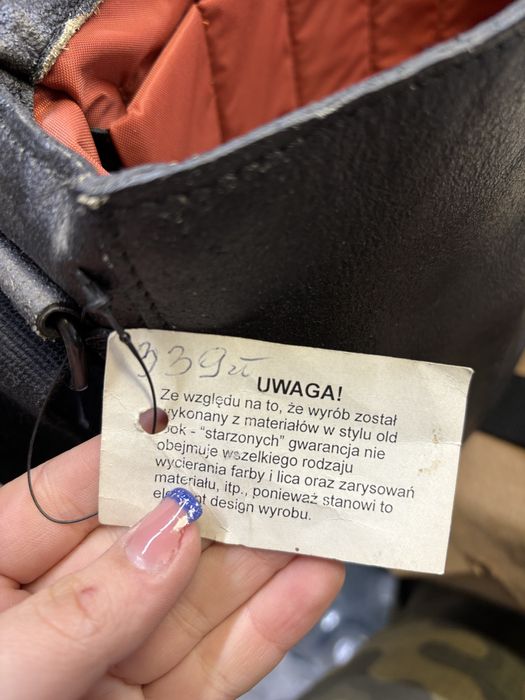 339zł
UWAGA!
Ze względu na to, że wyrób został
wykonany z materiałów w stylu old
look - "starzonych" gwarancja nie
obejmuje wszelkiego rodzaju
wycierania farby i lica oraz zarysowań
materiału, itp., ponieważ stanowi to
element design wyrobu.